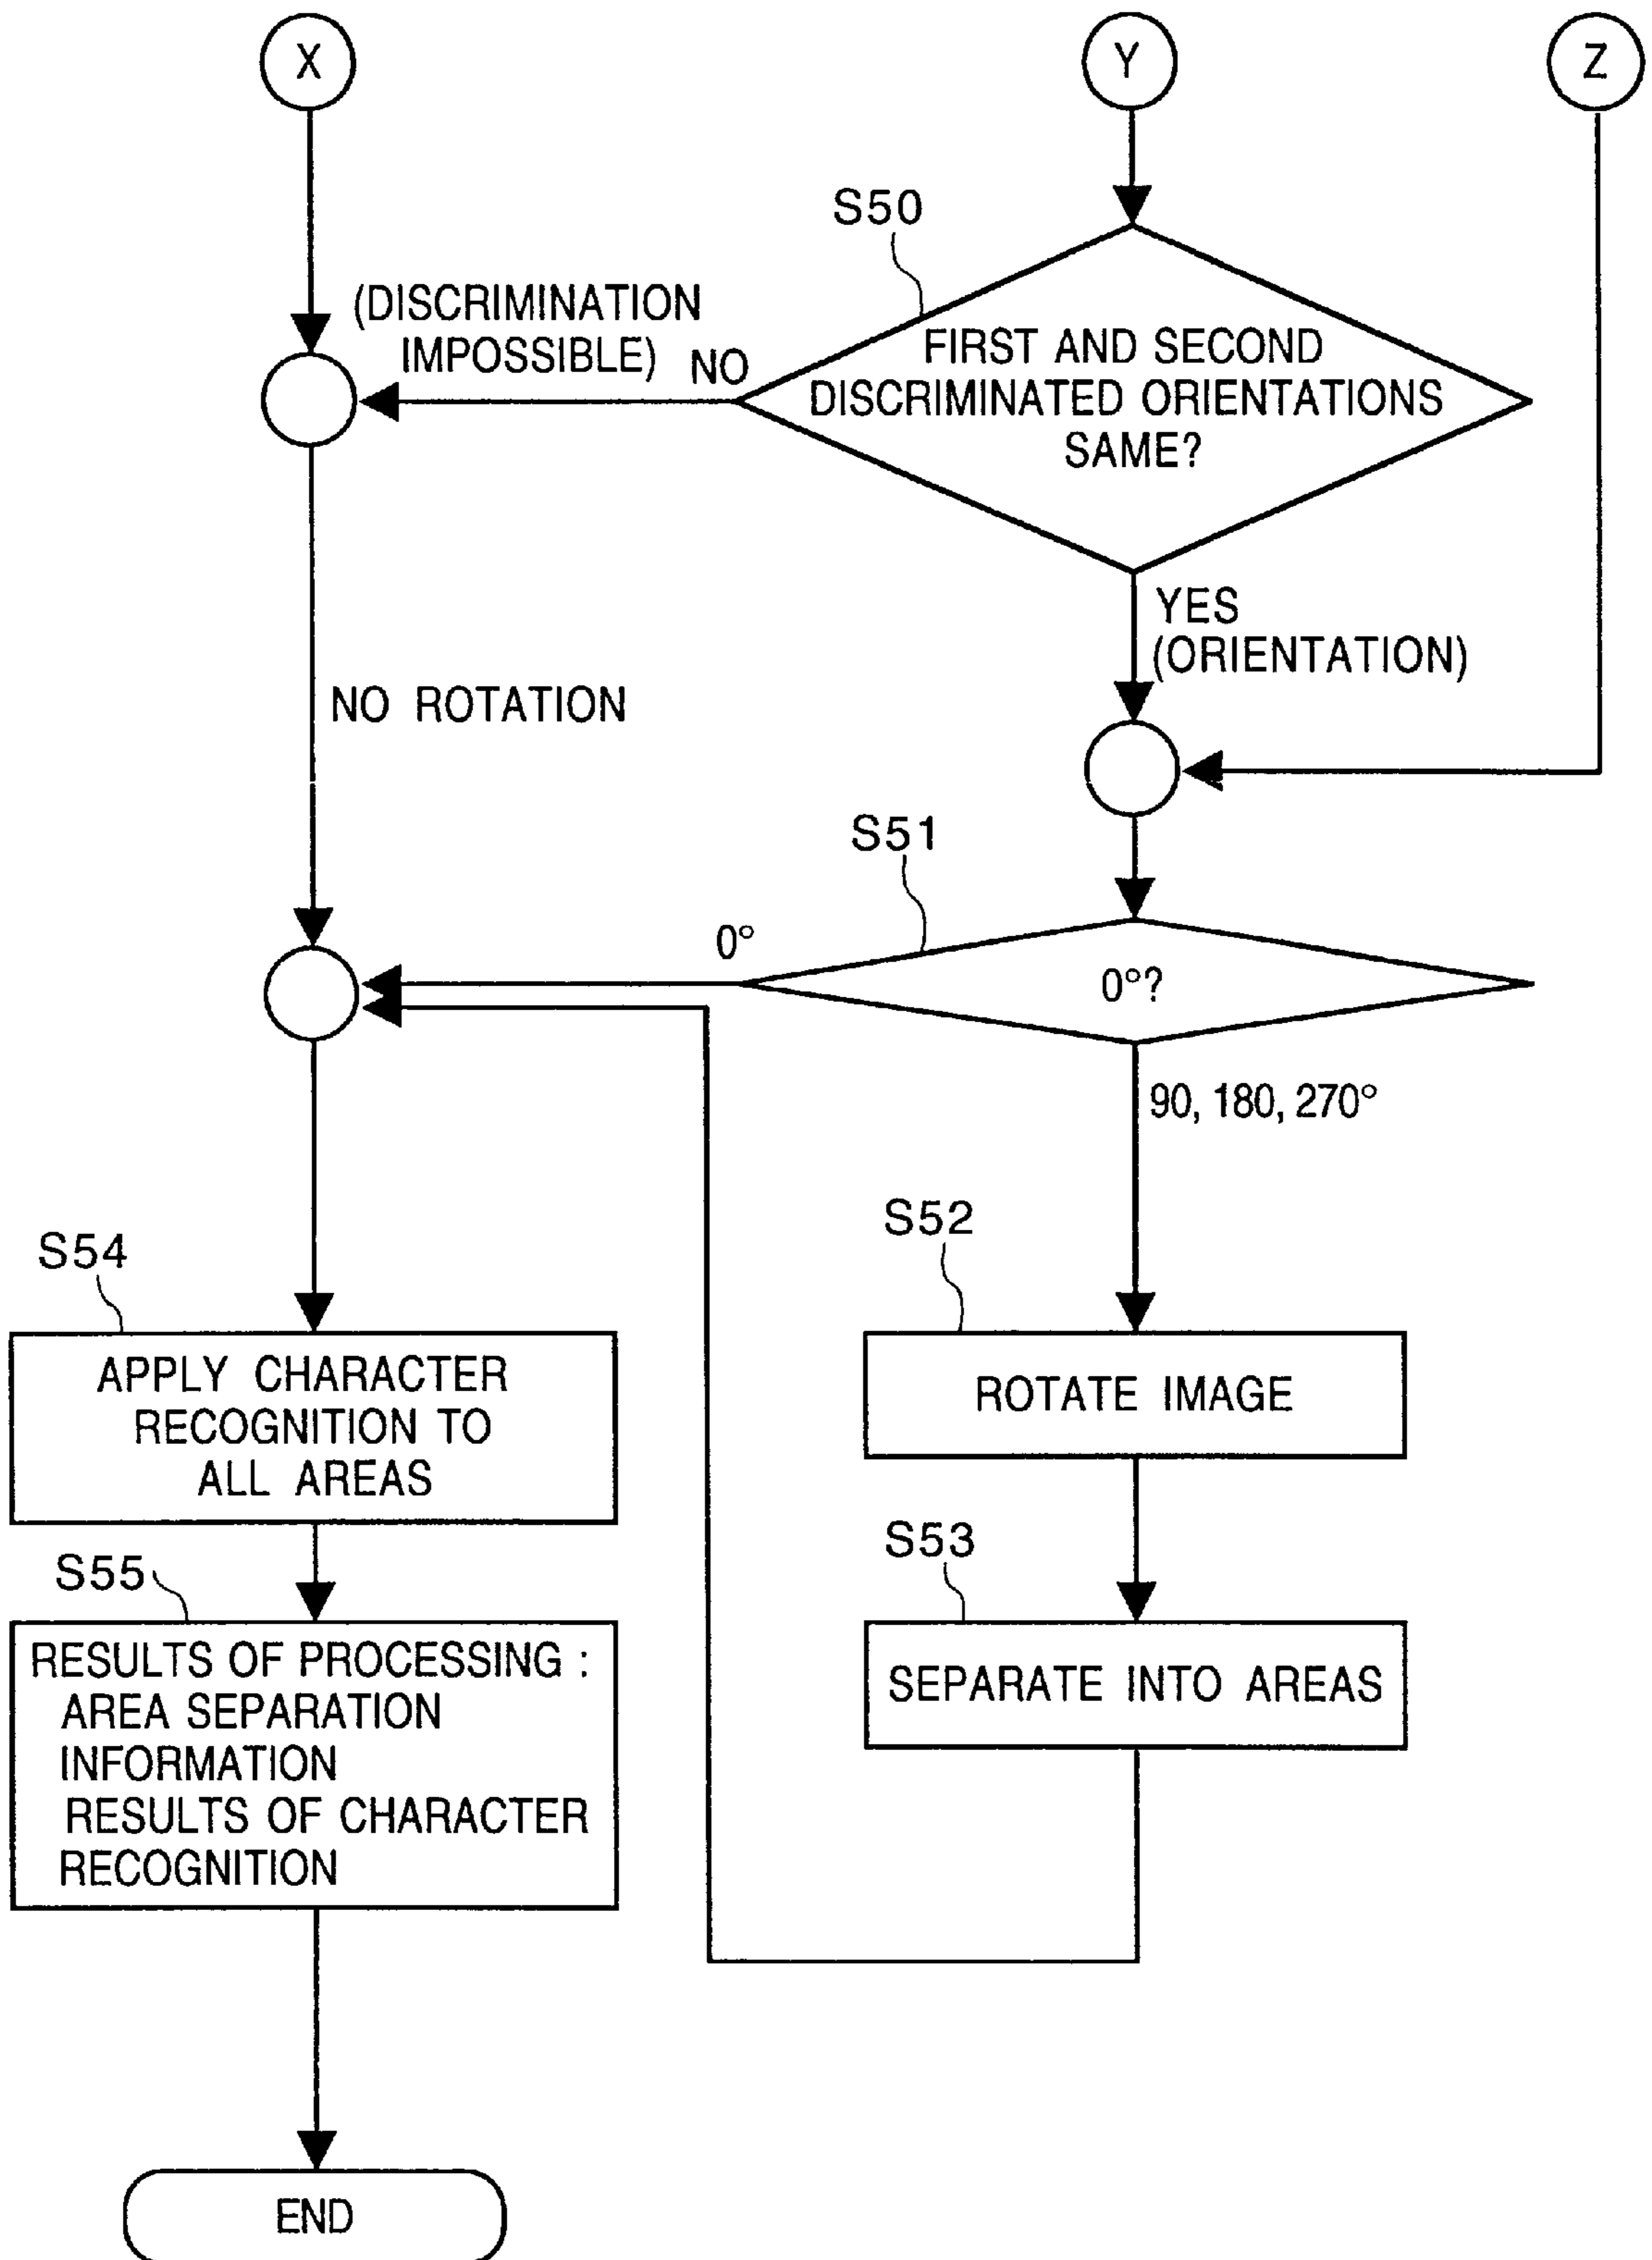 X
Y
Z
S50
(DISCRIMINATION
IMPOSSIBLE)
NO
FIRST AND SECOND
DISCRIMINATED ORIENTATIONS
SAME?
YES
(ORIENTATION)
NO ROTATION
S51
0°
0°?
90, 180, 270°
S52
ROTATE IMAGE
S53
SEPARATE INTO AREAS
S54
APPLY CHARACTER
RECOGNITION TO
ALL AREAS
S55
RESULTS OF PROCESSING :
AREA SEPARATION
INFORMATION
RESULTS OF CHARACTER
RECOGNITION
END